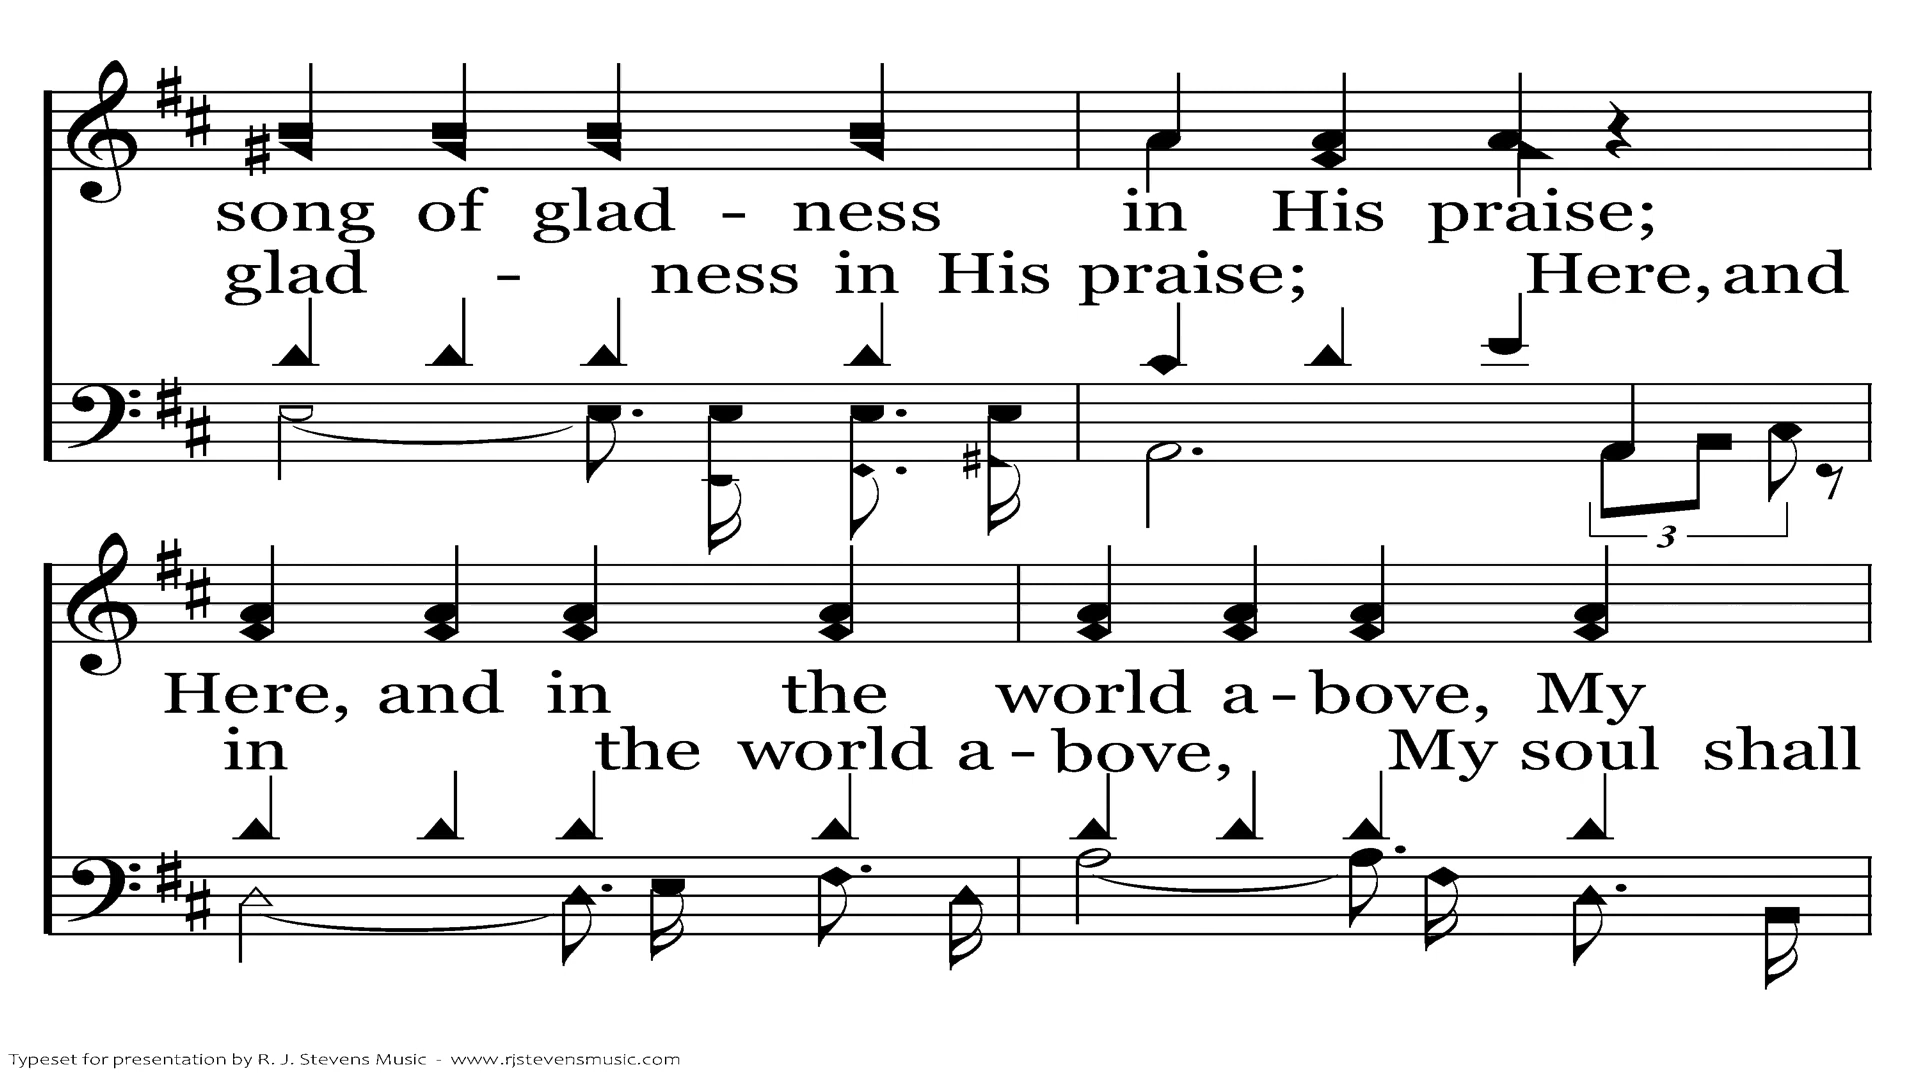 song of glad - ness in His praise;
glad - ness in His praise; Here, and
3
Here, and in the world a - bove, My
in the world a - bove, My soul shall
Typeset for presentation by R. J. Stevens Music - www.rjstevensmusic.com